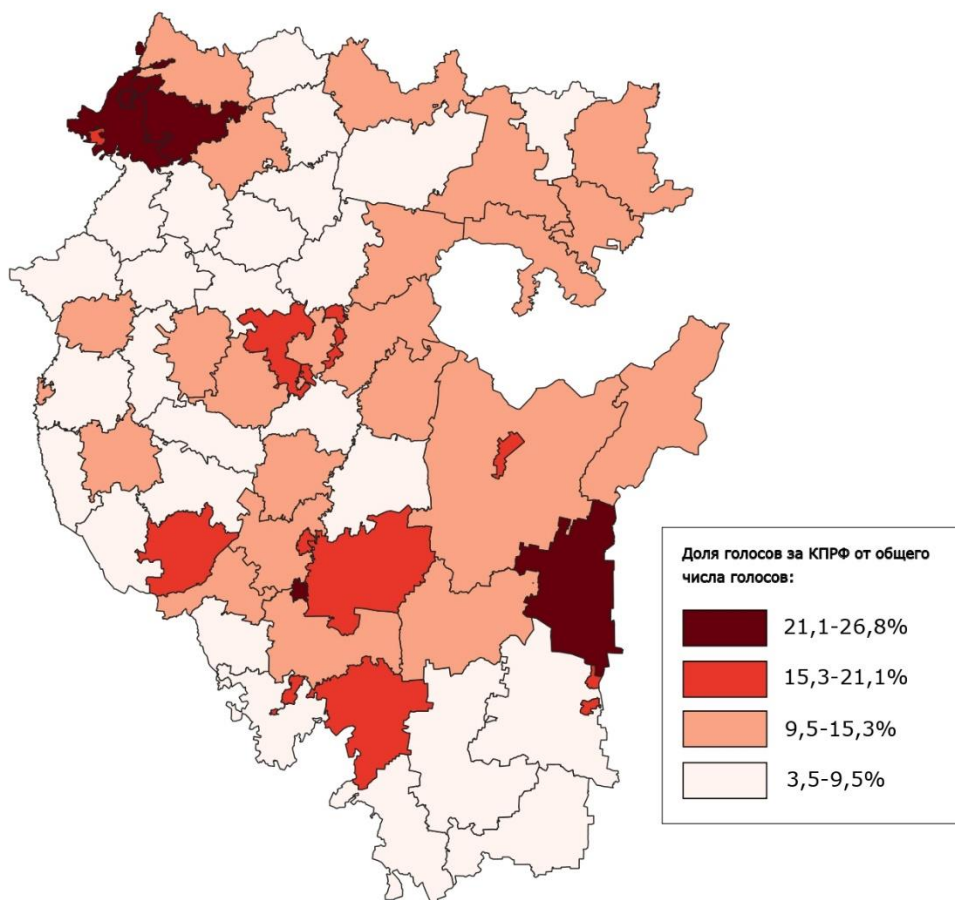 Доля голосов за КПРФ от общего
числа голосов:
21,1-26,8%
15,3-21,1%
9,5-15,3%
3,5-9,5%